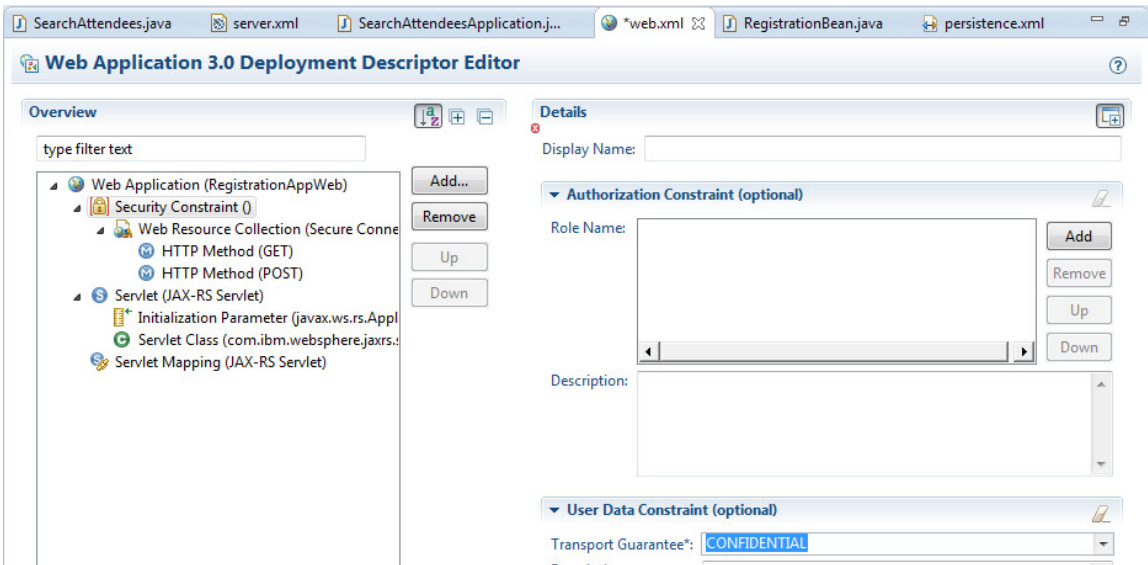 SearchAttendees.java server.xml SearchAttendeesApplication.j... *web.xml RegistrationBean.java persistence.xml
Web Application 3.0 Deployment Descriptor Editor
Overview
type filter text
Web Application (RegistrationAppWeb)
Security Constraint ()
Web Resource Collection (Secure Conne
HTTP Method (GET)
HTTP Method (POST)
Servlet (JAX-RS Servlet)
Initialization Parameter (javax.ws.rs.Appl
Servlet Class (com.ibm.websphere.jaxrs.s
Servlet Mapping (JAX-RS Servlet)
Add...
Remove
Up
Down
Details
Display Name:
Authorization Constraint (optional)
Role Name:
Add
Remove
Up
Down
Description:
User Data Constraint (optional)
Transport Guarantee*: CONFIDENTIAL